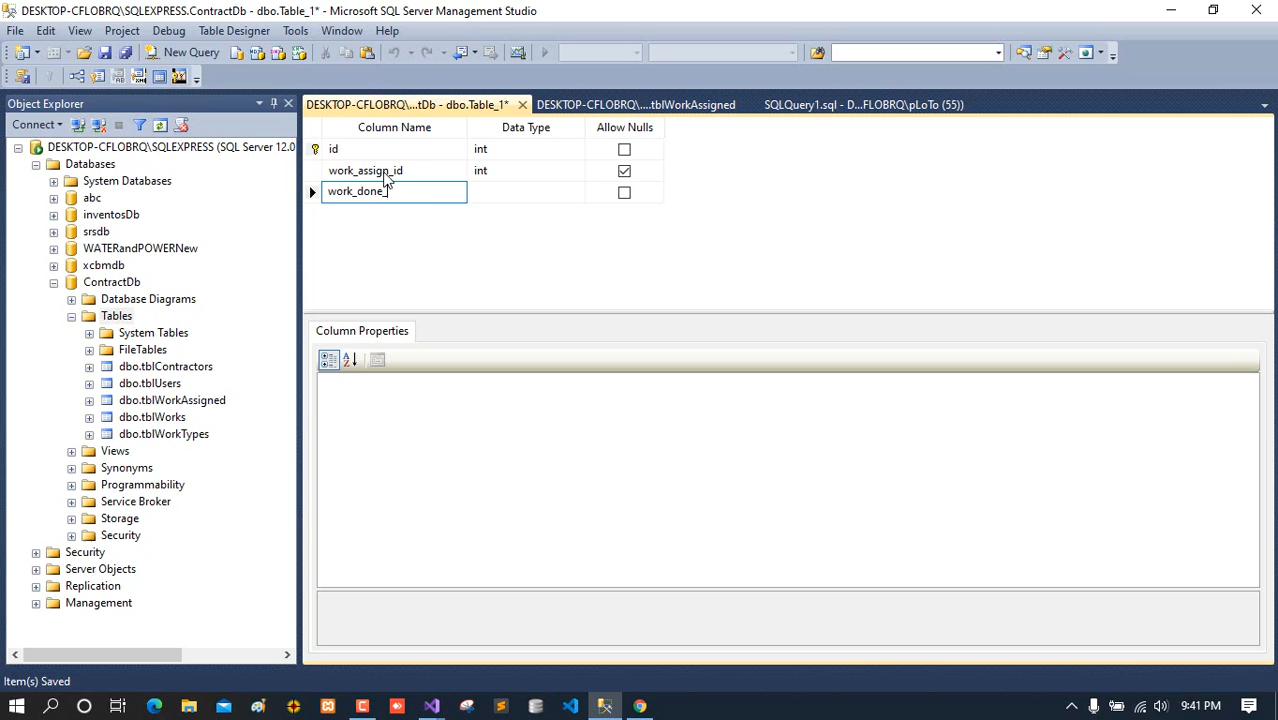 DESKTOP-CFLOBRQ\SQLEXPRESS.ContractDb - dbo.Table_1* - Microsoft SQL Server Management Studio
File Edit View Project Debug Table Designer Tools Window Help
New Query
Object Explorer
DESKTOP-CFLOBRQ\...tDb - dbo.Table_1*
DESKTOP-CFLOBRQ\....tblWorkAssigned
SQLQuery1.sql - D...FLOBRQ\pLoTo (55))
Connect
DESKTOP-CFLOBRQ\SQLEXPRESS (SQL Server 12.0
Databases
System Databases
abc
inventosDb
srsdb
WATERandPOWERNew
xcbmdb
ContractDb
Database Diagrams
Tables
System Tables
FileTables
dbo.tblContractors
dbo.tblUsers
dbo.tblWorkAssigned
dbo.tblWorks
dbo.tblWorkTypes
Views
Synonyms
Programmability
Service Broker
Storage
Security
Security
Server Objects
Replication
Management
Column Name Data Type Allow Nulls
id int
work_assign_id int
work_done_
Column Properties
Item(s) Saved
9:41 PM